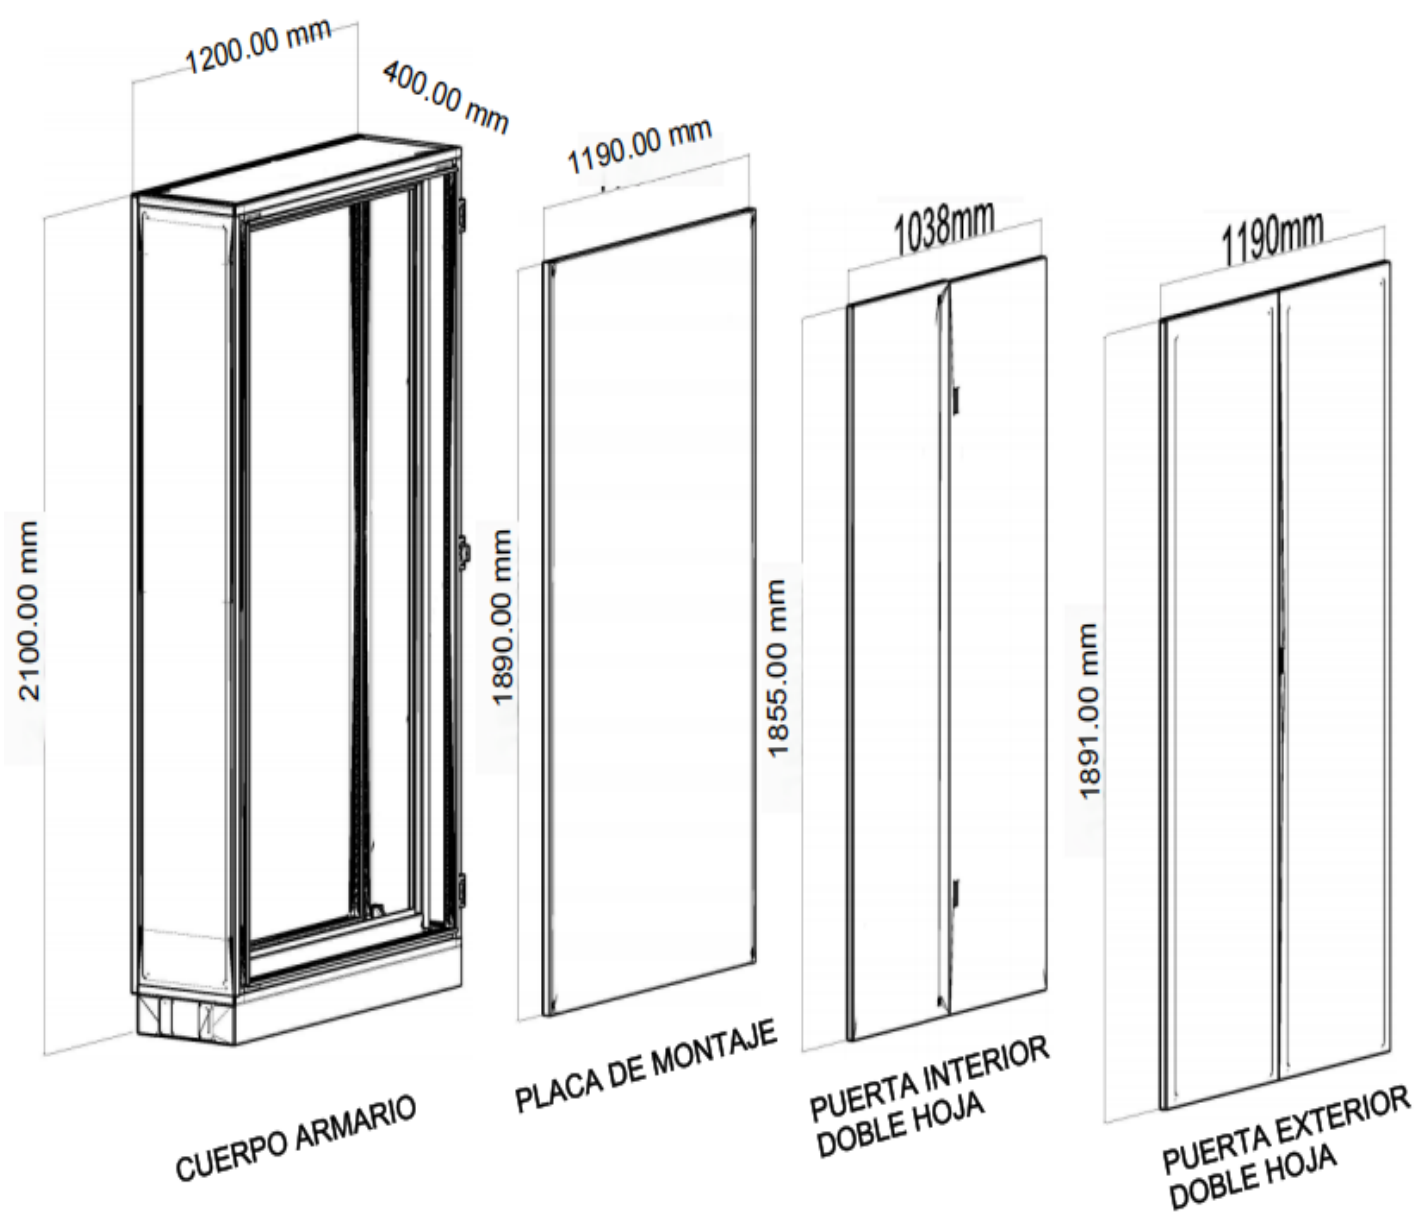 1200.00 mm
400.00 mm
2100.00 mm
CUERPO ARMARIO
1190.00 mm
1890.00 mm
PLACA DE MONTAJE
1038mm
1855.00 mm
PUERTA INTERIOR
DOBLE HOJA
1190mm
1891.00 mm
PUERTA EXTERIOR
DOBLE HOJA